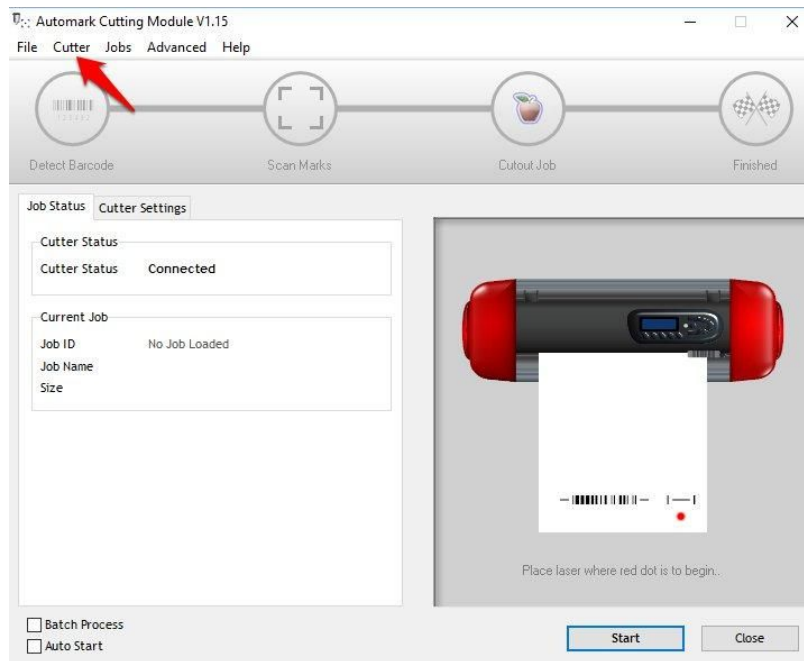 Automark Cutting Module V1.15
File Cutter Jobs Advanced Help
Detect Barcode Scan Marks Cutout Job Finished
Job Status Cutter Settings
Cutter Status
Cutter Status Connected
Current Job
Job ID No Job Loaded
Job Name
Size
Place laser where red dot is to begin..
Batch Process
Auto Start
Start Close